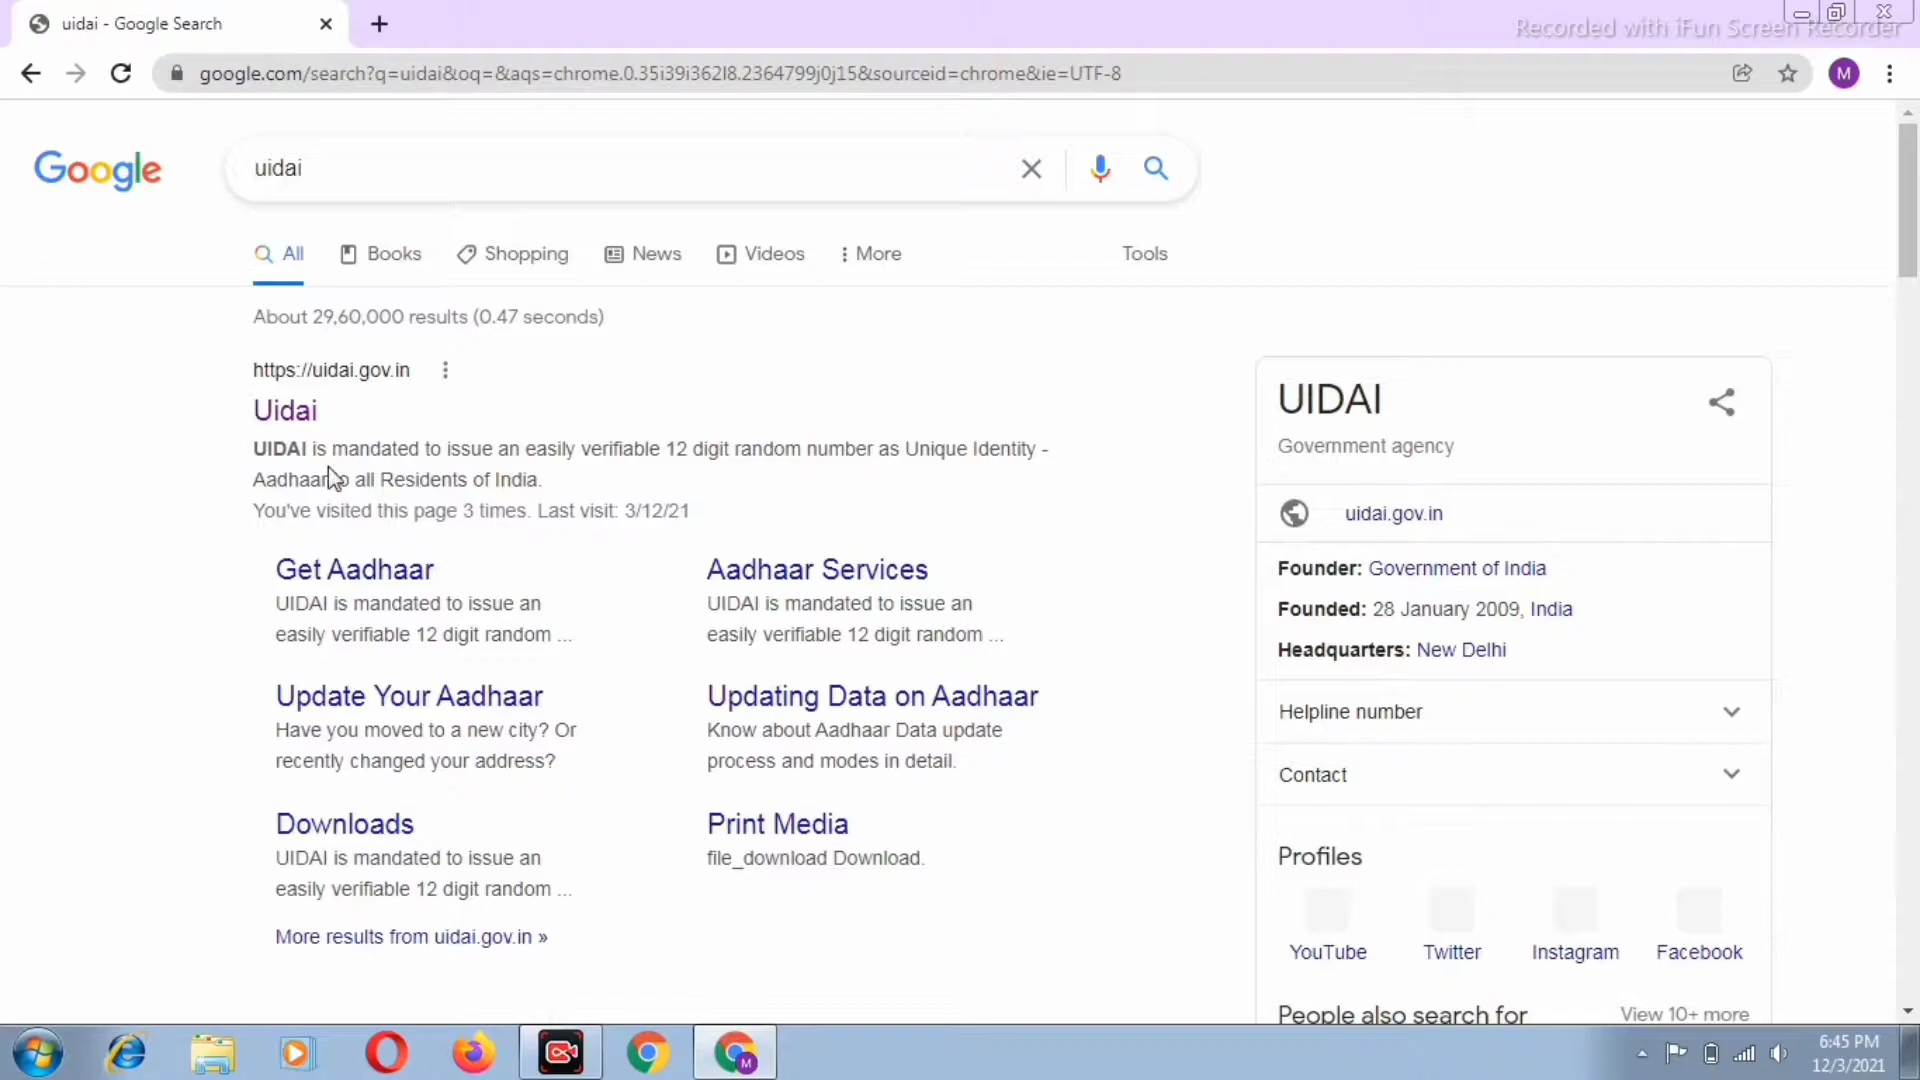 uidai - Google Search
Recorded with iFun Screen Recorder
google.com/search?q=uidai&oq=&aqs=chrome.0.35i39i362l8.2364799j0j15&sourceid=chrome&ie=UTF-8
M
Google
uidai
All
Books
Shopping
News
Videos
More
Tools
About 29,60,000 results (0.47 seconds)
https://uidai.gov.in
Uidai
UIDAI is mandated to issue an easily verifiable 12 digit random number as Unique Identity -
Aadhaar all Residents of India.
You've visited this page 3 times. Last visit: 3/12/21
Get Aadhaar
UIDAI is mandated to issue an
easily verifiable 12 digit random ...
Aadhaar Services
UIDAI is mandated to issue an
easily verifiable 12 digit random ...
Update Your Aadhaar
Have you moved to a new city? Or
recently changed your address?
Updating Data on Aadhaar
Know about Aadhaar Data update
process and modes in detail.
Downloads
UIDAI is mandated to issue an
easily verifiable 12 digit random ...
Print Media
file_download Download.
More results from uidai.gov.in »
UIDAI
Government agency
uidai.gov.in
Founder: Government of India
Founded: 28 January 2009, India
Headquarters: New Delhi
Helpline number
Contact
Profiles
YouTube
Twitter
Instagram
Facebook
People also search for
View 10+ more
M
6:45 PM
12/3/2021